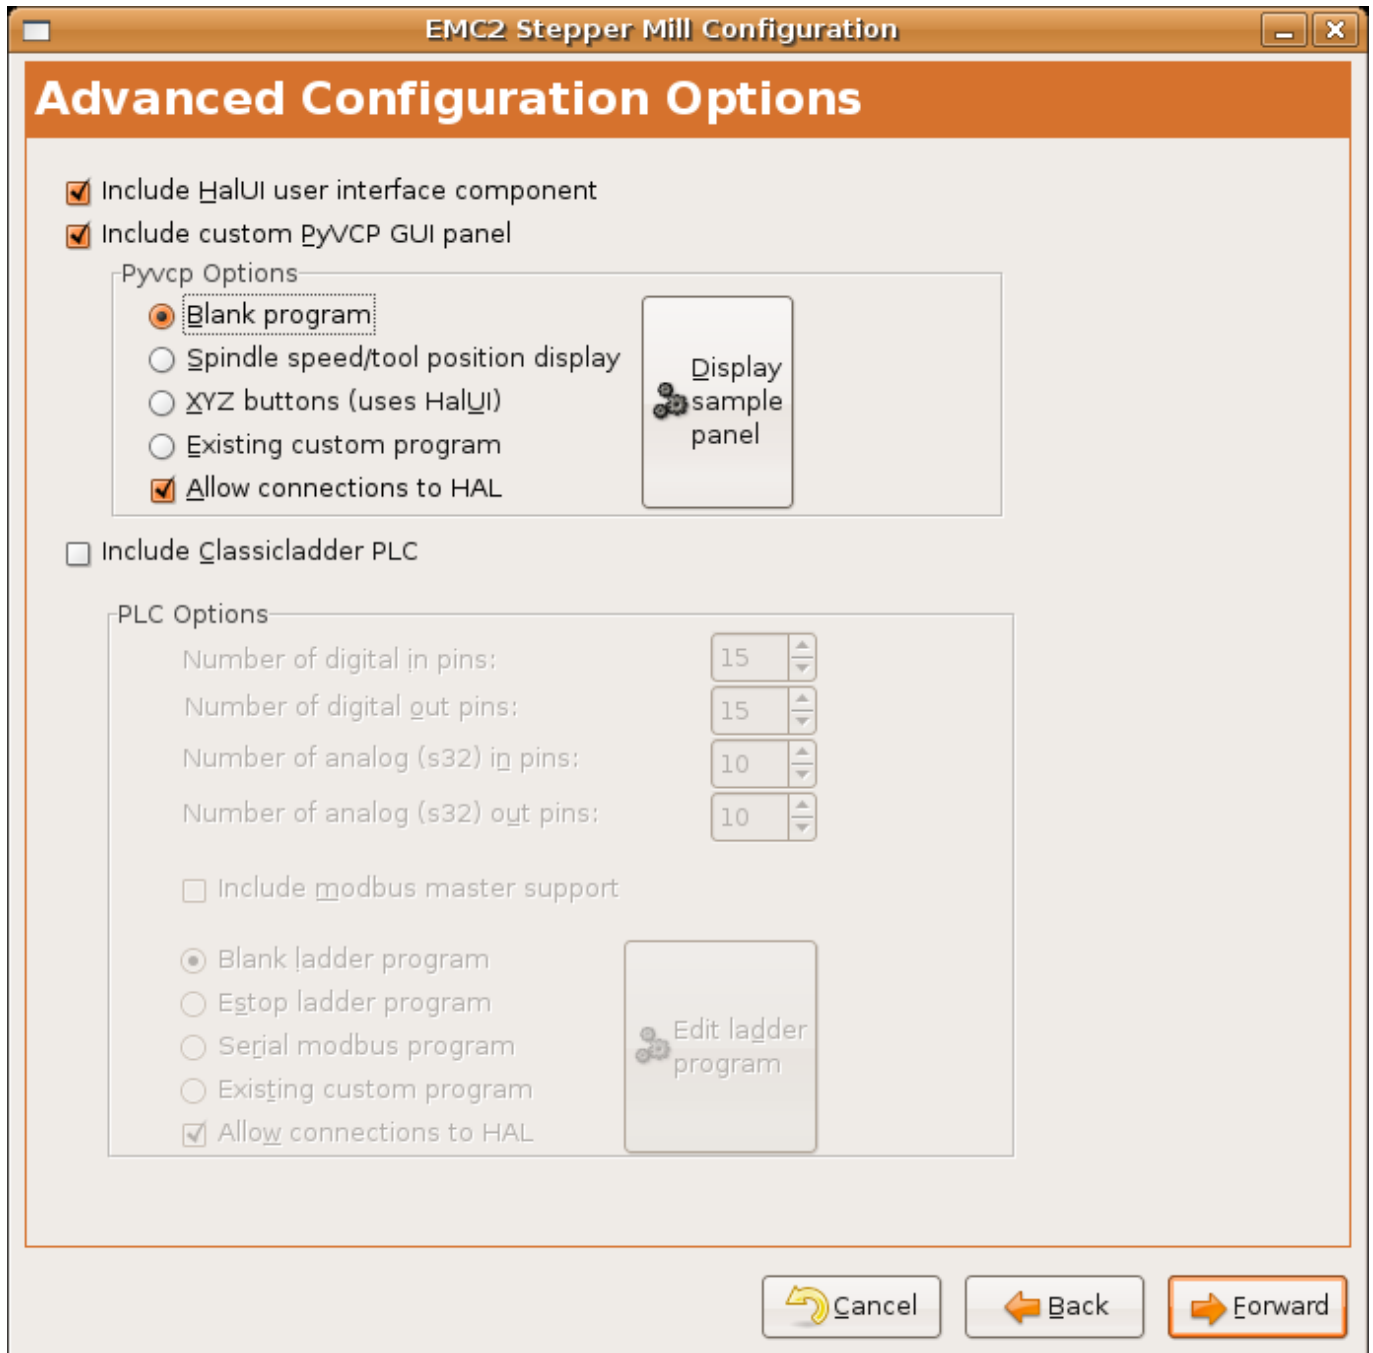 EMC2 Stepper Mill Configuration
Advanced Configuration Options
Include HalUI user interface component
Include custom PyVCP GUI panel
Pyvcp Options
Blank program
Spindle speed/tool position display
XYZ buttons (uses HalUI)
Existing custom program
Allow connections to HAL
Display
sample
panel
Include Classicladder PLC
PLC Options
Number of digital in pins: 15
Number of digital out pins: 15
Number of analog (s32) in pins: 10
Number of analog (s32) out pins: 10
Include modbus master support
Blank ladder program
Estop ladder program
Serial modbus program
Existing custom program
Allow connections to HAL
Edit ladder
program
Cancel Back Forward